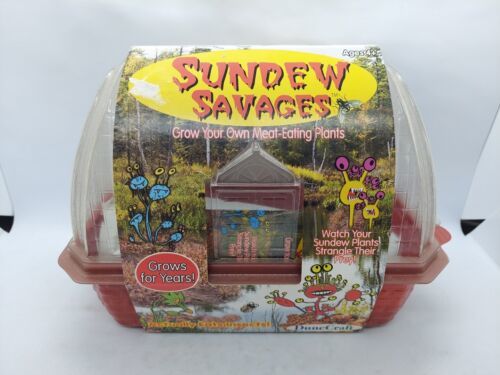 Ages 4+
SUNDEW
SAVAGES™
Grow Your Own Meat-Eating Plants
Watch Your
Sundew Plants
Strangle Their
Prey!
Grows
for Years!
DuneCraft